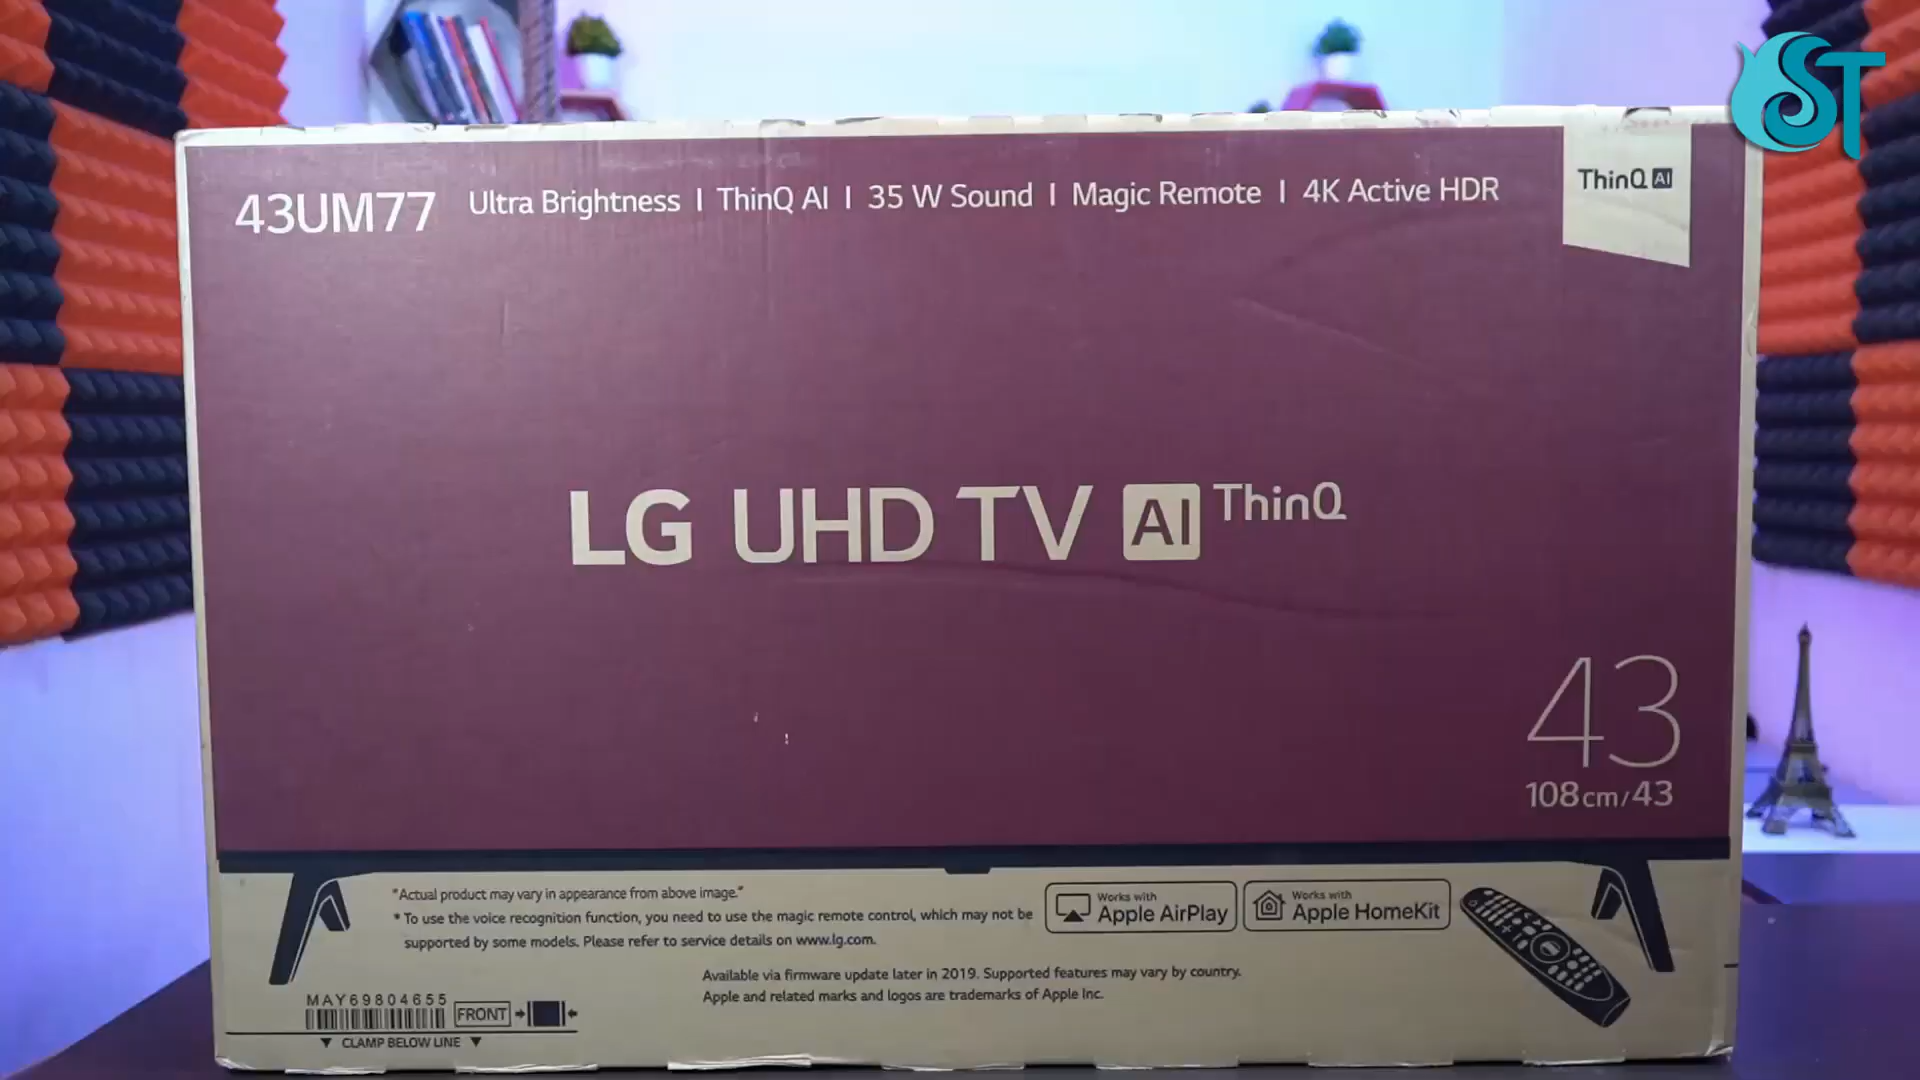 ST
43UM77 Ultra Brightness | ThinQ AI | 35 W Sound | Magic Remote | 4K Active HDR
ThinQ AI
LG UHD TV AI ThinQ
43
108cm/43
"Actual product may vary in appearance from above image."
* To use the voice recognition function, you need to use the magic remote control, which may not be
supported by some models. Please refer to service details on www.lg.com.
Works with
Apple AirPlay
Works with
Apple HomeKit
Available via firmware update later in 2019. Supported features may vary by country.
Apple and related marks and logos are trademarks of Apple Inc.
MAY69804655
FRONT
▼ CLAMP BELOW LINE ▼